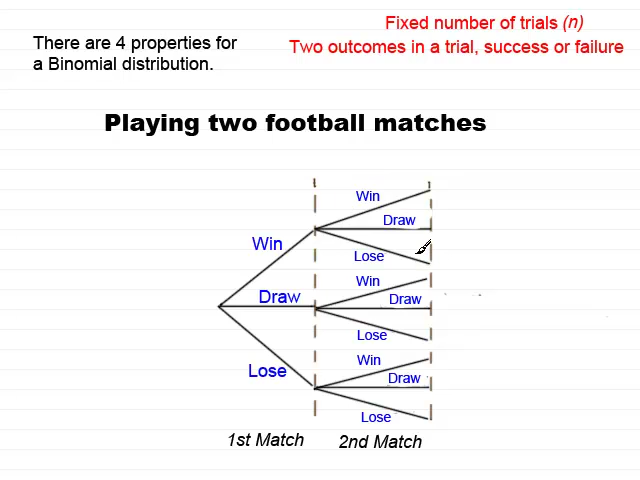 There are 4 properties for
a Binomial distribution.
Fixed number of trials (n)
Two outcomes in a trial, success or failure
Playing two football matches
Win
Draw
Lose
Win
Draw
Lose
Win
Draw
Lose
Win
Draw
Lose
1st Match
2nd Match